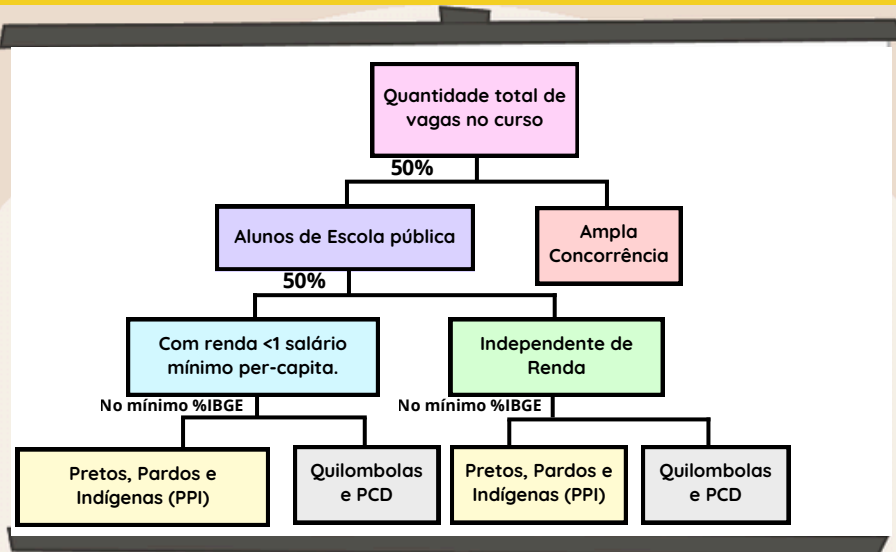 Quantidade total de
vagas no curso
50%
Alunos de Escola pública
Ampla
Concorrência
50%
Com renda <1 salário
mínimo per-capita.
Independente de
Renda
No mínimo %IBGE
No mínimo %IBGE
Pretos, Pardos e
Indígenas (PPI)
Quilombolas
e PCD
Pretos, Pardos e
Indígenas (PPI)
Quilombolas
e PCD